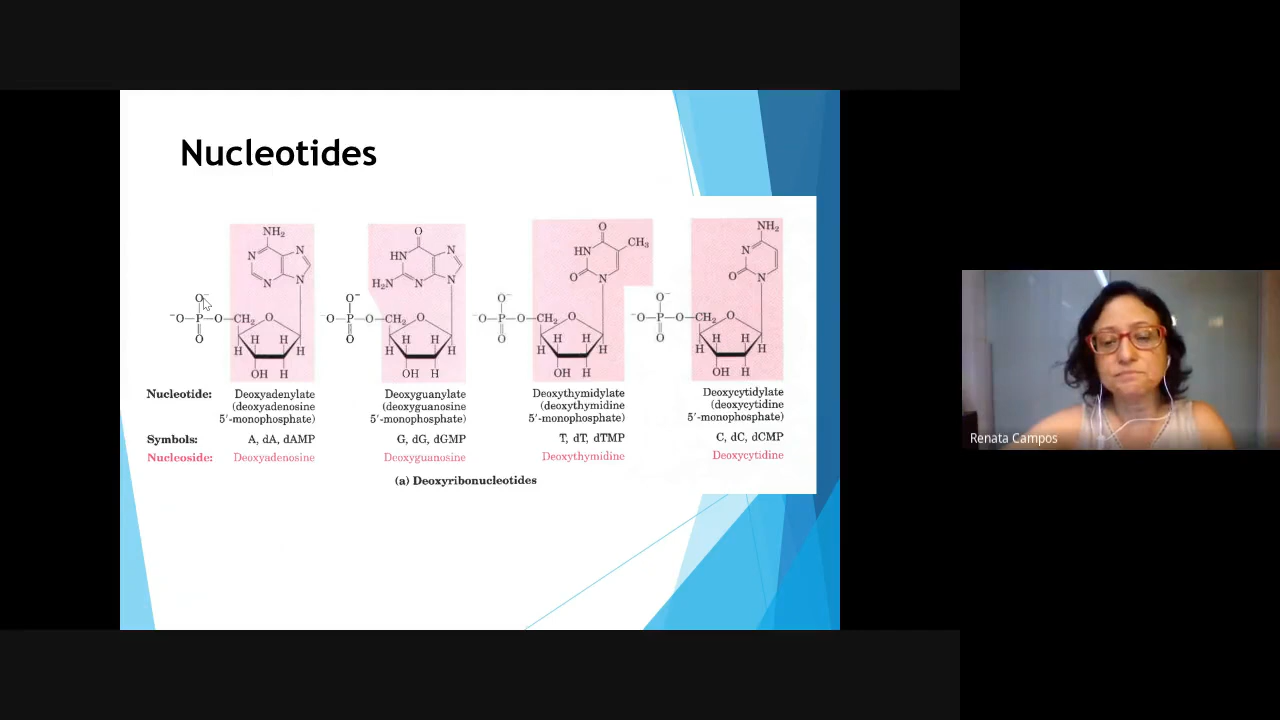 Nucleotides
NH₂
N
N
N
N
O⁻
⁻O—P—O—CH₂
O
O
H H
H H
OH H
O
HN
N
H₂N
N
N
O⁻
⁻O—P—O—CH₂
O
O
H H
H H
OH H
O
CH₃
HN
O
N
O⁻
⁻O—P—O—CH₂
O
O
H H
H H
OH H
NH₂
N
O
N
O⁻
⁻O—P—O—CH₂
O
O
H H
H H
OH H
Nucleotide: Deoxyadenylate Deoxyguanylate Deoxythymidylate Deoxycytidylate
(deoxyadenosine (deoxyguanosine (deoxythymidine (deoxycytidine
5′-monophosphate) 5′-monophosphate) 5′-monophosphate) 5′-monophosphate)
Symbols: A, dA, dAMP G, dG, dGMP T, dT, dTMP C, dC, dCMP
Nucleoside: Deoxyadenosine Deoxyguanosine Deoxythymidine Deoxycytidine
(a) Deoxyribonucleotides
Renata Campos